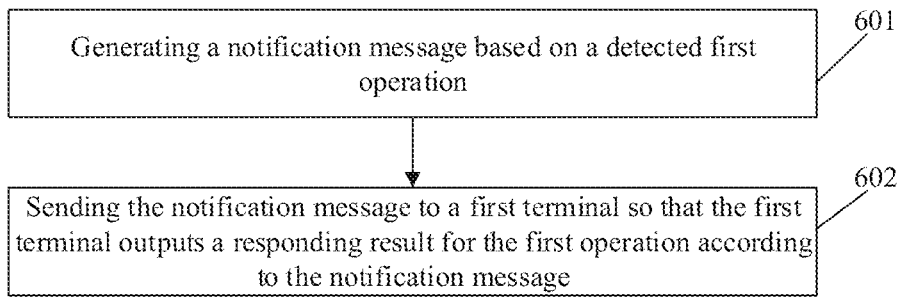 601
Generating a notification message based on a detected first
operation
602
Sending the notification message to a first terminal so that the first
terminal outputs a responding result for the first operation according
to the notification message